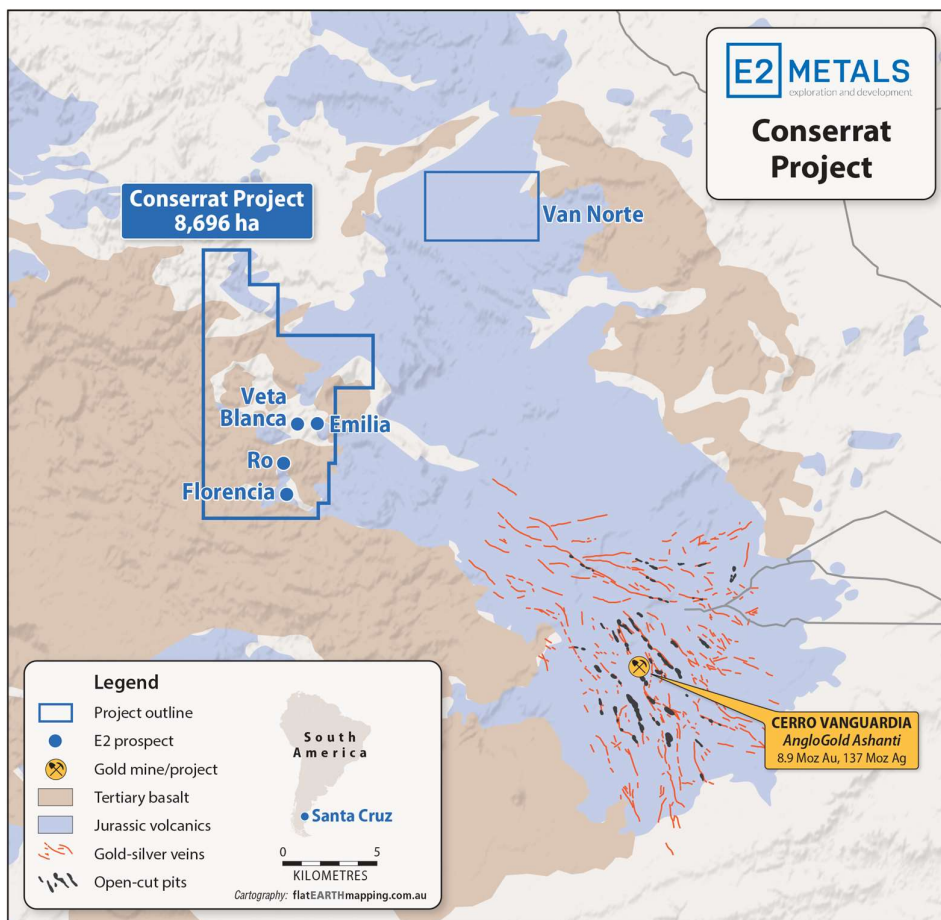 E2 METALS
exploration and development
Conserrat
Project
Conserrat Project
8,696 ha
Van Norte
Veta
Blanca
Emilia
Ro
Florencia
CERRO VANGUARDIA
AngloGold Ashanti
8.9 Moz Au, 137 Moz Ag
Legend
Project outline
E2 prospect
Gold mine/project
Tertiary basalt
Jurassic volcanics
Gold-silver veins
Open-cut pits
South
America
Santa Cruz
0 5
KILOMETRES
Cartography: flatEARTHmapping.com.au